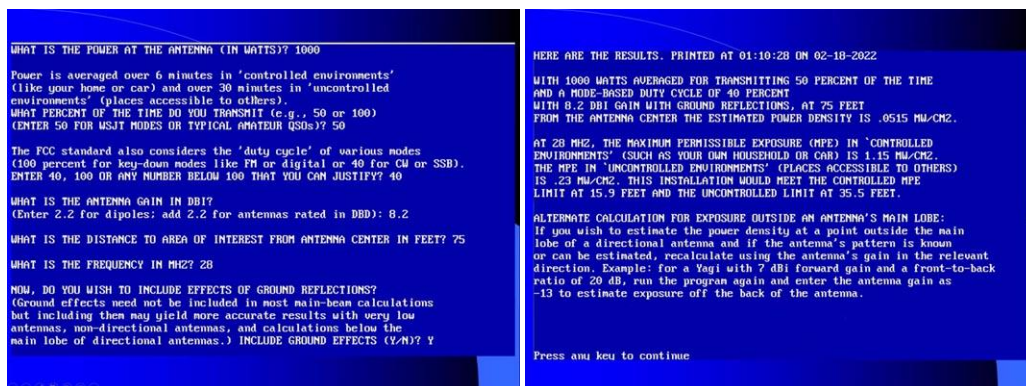 WHAT IS THE POWER AT THE ANTENNA (IN WATTS)? 1000
Power is averaged over 6 minutes in 'controlled environments'
(like your home or car) and over 30 minutes in 'uncontrolled
environments' (places accessible to others).
WHAT PERCENT OF THE TIME DO YOU TRANSMIT (e.g., 50 or 100)
(ENTER 50 FOR WSJT MODES OR TYPICAL AMATEUR QSOs)? 50
The FCC standard also considers the 'duty cycle' of various modes
(100 percent for key-down modes like FM or digital or 40 for CW or SSB).
ENTER 40, 100 OR ANY NUMBER BELOW 100 THAT YOU CAN JUSTIFY? 40
WHAT IS THE ANTENNA GAIN IN DBI?
(Enter 2.2 for dipoles: add 2.2 for antennas rated in DBD): 8.2
WHAT IS THE DISTANCE TO AREA OF INTEREST FROM ANTENNA CENTER IN FEET? 75
WHAT IS THE FREQUENCY IN MHZ? 28
NOW, DO YOU WISH TO INCLUDE EFFECTS OF GROUND REFLECTIONS?
(Ground effects need not be included in most main-beam calculations
but including them may yield more accurate results with very low
antennas, non-directional antennas, and calculations below the
main lobe of directional antennas.) INCLUDE GROUND EFFECTS (Y/N)? Y
HERE ARE THE RESULTS. PRINTED AT 01:10:28 ON 02-18-2022
WITH 1000 WATTS AVERAGED FOR TRANSMITTING 50 PERCENT OF THE TIME
AND A MODE-BASED DUTY CYCLE OF 40 PERCENT
WITH 8.2 DBI GAIN WITH GROUND REFLECTIONS, AT 75 FEET
FROM THE ANTENNA CENTER THE ESTIMATED POWER DENSITY IS .0515 MW/CM2.
AT 28 MHZ, THE MAXIMUM PERMISSIBLE EXPOSURE (MPE) IN `CONTROLLED
ENVIRONMENTS' (SUCH AS YOUR OWN HOUSEHOLD OR CAR) IS 1.15 MW/CM2.
THE MPE IN `UNCONTROLLED ENVIRONMENTS' (PLACES ACCESSIBLE TO OTHERS)
IS .23 MW/CM2. THIS INSTALLATION WOULD MEET THE CONTROLLED MPE
LIMIT AT 15.9 FEET AND THE UNCONTROLLED LIMIT AT 35.5 FEET.
ALTERNATE CALCULATION FOR EXPOSURE OUTSIDE AN ANTENNA'S MAIN LOBE:
If you wish to estimate the power density at a point outside the main
lobe of a directional antenna and if the antenna's pattern is known
or can be estimated, recalculate using the antenna's gain in the relevant
direction. Example: for a Yagi with 7 dBi forward gain and a front-to-back
ratio of 20 dB, run the program again and enter the antenna gain as
-13 to estimate exposure off the back of the antenna.
Press any key to continue